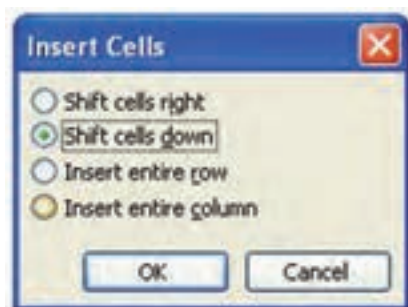 Insert Cells
Shift cells right
Shift cells down
Insert entire row
Insert entire column
OK Cancel